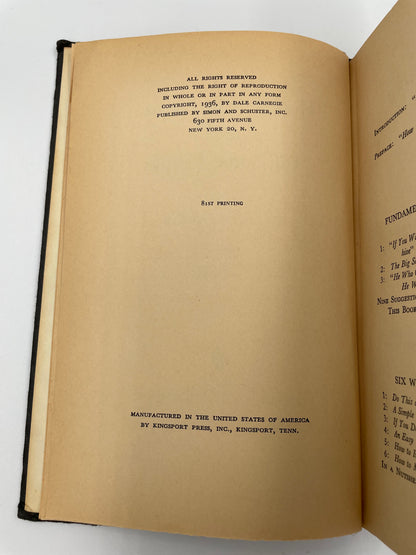 ALL RIGHTS RESERVED
INCLUDING THE RIGHT OF REPRODUCTION
IN WHOLE OR IN PART IN ANY FORM
COPYRIGHT, 1936, BY DALE CARNEGIE
PUBLISHED BY SIMON AND SCHUSTER, INC.
630 FIFTH AVENUE
NEW YORK 20, N. Y.
81ST PRINTING
MANUFACTURED IN THE UNITED STATES OF AMERICA
BY KINGSPORT PRESS, INC., KINGSPORT, TENN.
INTRODUCTION: "
PREFACE: "How
1: "If You
2: The Big
3: "He Who
He
NINE
THIS BOOK
SIX
1: Do This
2: A Simple
3: If You
4: An Easy
5: How to
6: How to
IN A